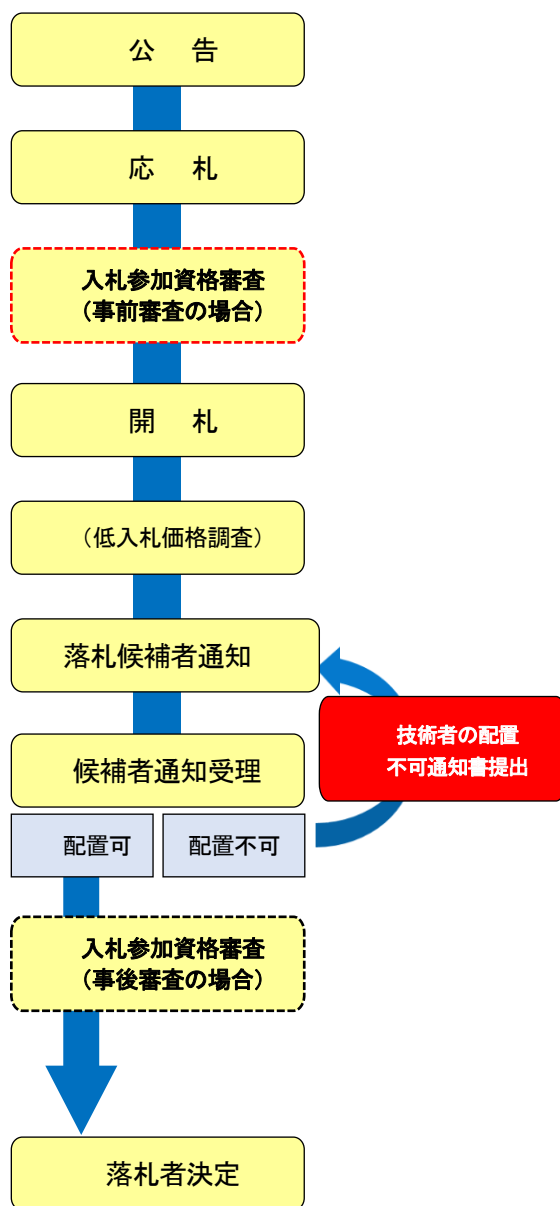 公 告
応 札
入札参加資格審査
（事前審査の場合）
開 札
（低入札価格調査）
落札候補者通知
技術者の配置
不可通知書提出
候補者通知受理
配置可 配置不可
入札参加資格審査
（事後審査の場合）
落札者決定